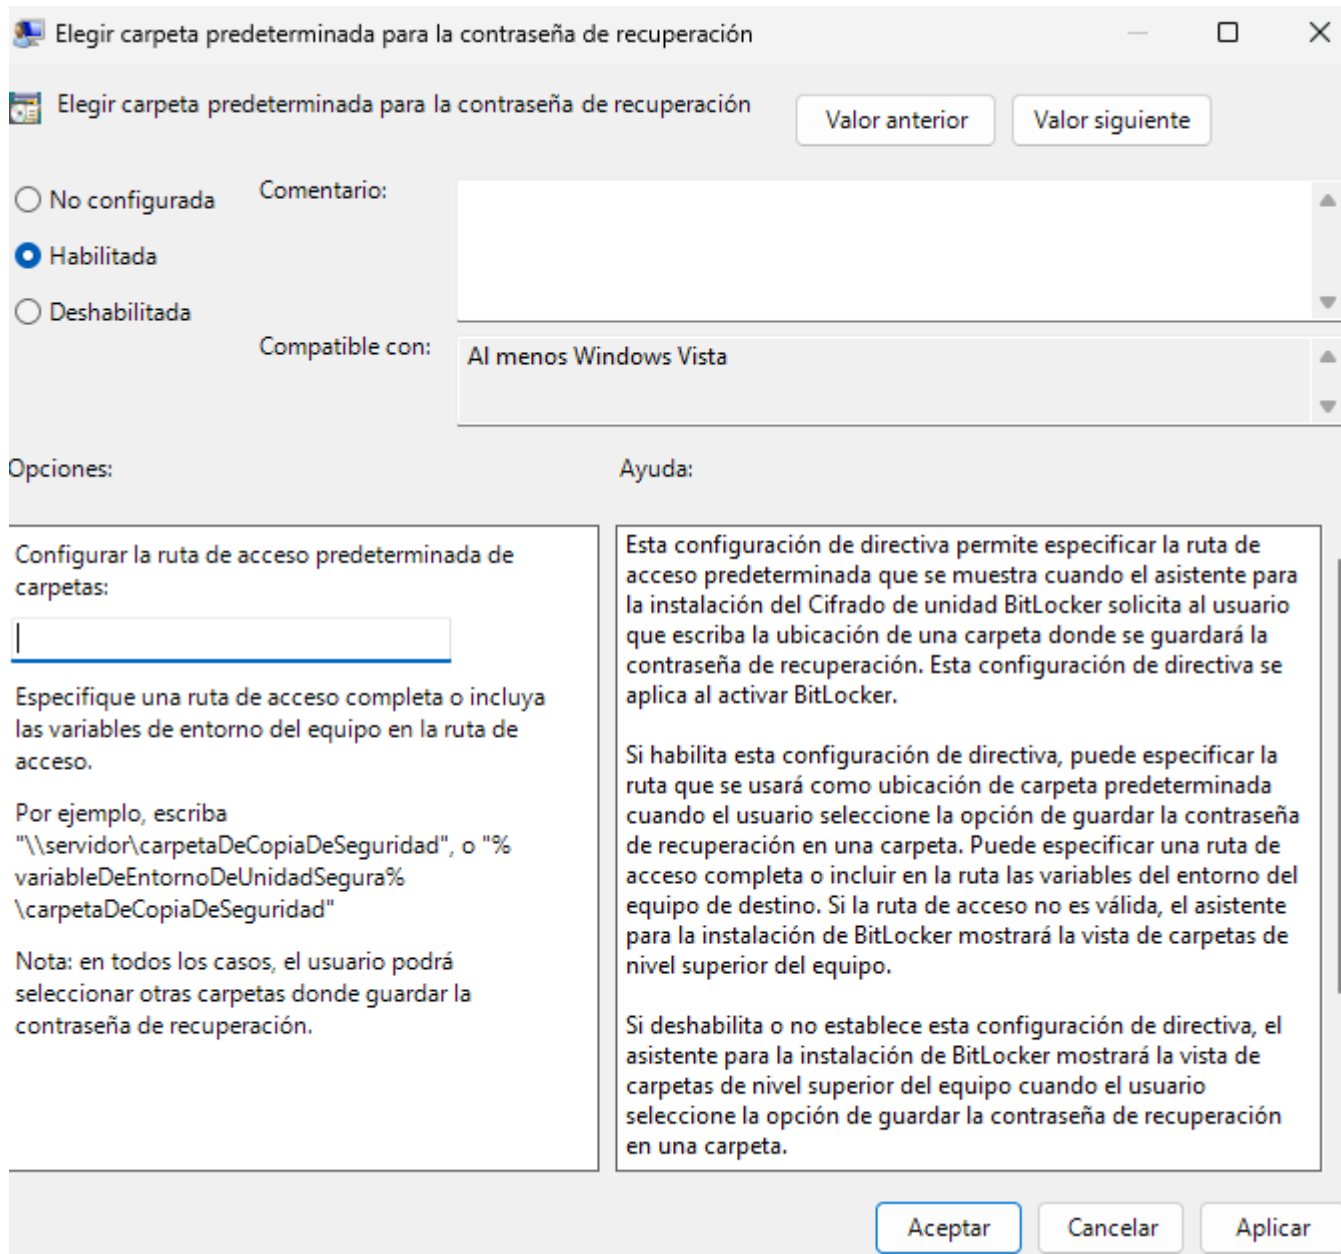 Elegir carpeta predeterminada para la contraseña de recuperación
Elegir carpeta predeterminada para la contraseña de recuperación
Valor anterior
Valor siguiente
No configurada
Comentario:
Habilitada
Deshabilitada
Compatible con:
Al menos Windows Vista
Opciones:
Ayuda:
Configurar la ruta de acceso predeterminada de
carpetas:
Especifique una ruta de acceso completa o incluya
las variables de entorno del equipo en la ruta de
acceso.
Por ejemplo, escriba
"\\servidor\carpetaDeCopiaDeSeguridad", o "%
variableDeEntornoDeUnidadSegura%
\carpetaDeCopiaDeSeguridad"
Nota: en todos los casos, el usuario podrá
seleccionar otras carpetas donde guardar la
contraseña de recuperación.
Esta configuración de directiva permite especificar la ruta de
acceso predeterminada que se muestra cuando el asistente para
la instalación del Cifrado de unidad BitLocker solicita al usuario
que escriba la ubicación de una carpeta donde se guardará la
contraseña de recuperación. Esta configuración de directiva se
aplica al activar BitLocker.
Si habilita esta configuración de directiva, puede especificar la
ruta que se usará como ubicación de carpeta predeterminada
cuando el usuario seleccione la opción de guardar la contraseña
de recuperación en una carpeta. Puede especificar una ruta de
acceso completa o incluir en la ruta las variables del entorno del
equipo de destino. Si la ruta de acceso no es válida, el asistente
para la instalación de BitLocker mostrará la vista de carpetas de
nivel superior del equipo.
Si deshabilita o no establece esta configuración de directiva, el
asistente para la instalación de BitLocker mostrará la vista de
carpetas de nivel superior del equipo cuando el usuario
seleccione la opción de guardar la contraseña de recuperación
en una carpeta.
Aceptar
Cancelar
Aplicar